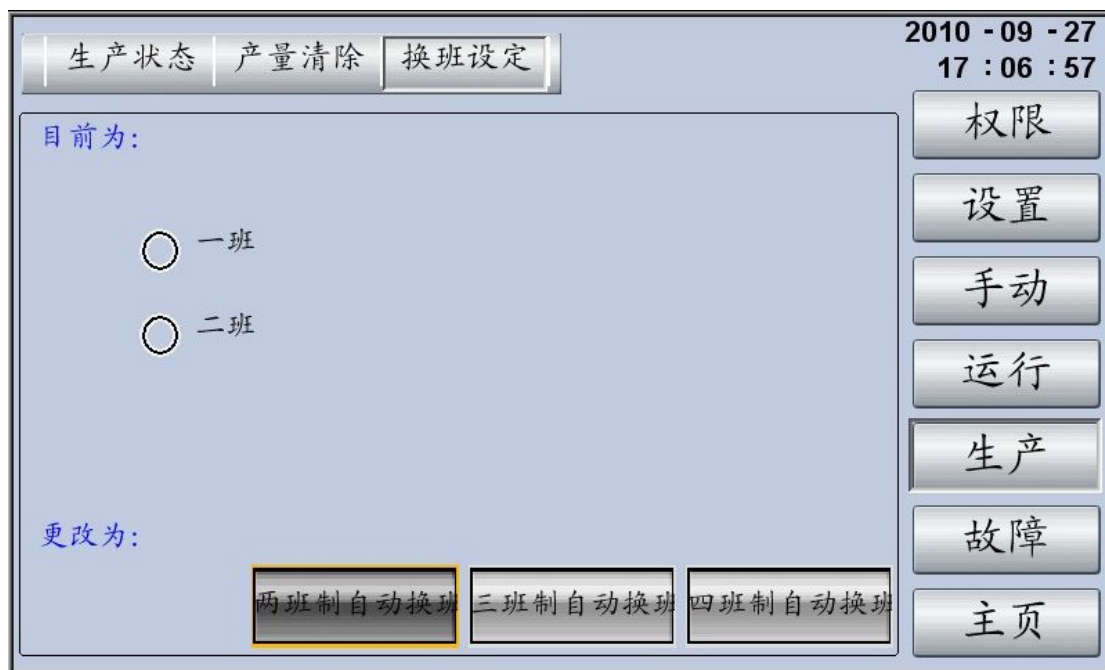 生产状态 产量清除 换班设定
2010 - 09 - 27
17 : 06 : 57
目前为:
一班
二班
更改为:
两班制自动换班 三班制自动换班 四班制自动换班
权限
设置
手动
运行
生产
故障
主页